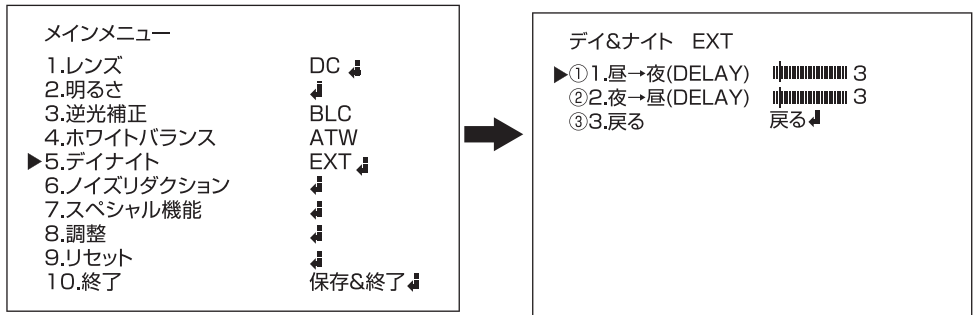 メインメニュー
1.レンズ DC
2.明るさ
3.逆光補正 BLC
4.ホワイトバランス ATW
▶5.デイナイト EXT
6.ノイズリダクション
7.スペシャル機能
8.調整
9.リセット
10.終了 保存&終了
デイ&ナイト EXT
▶①1.昼→夜(DELAY) 3
②2.夜→昼(DELAY) 3
③3.戻る 戻る